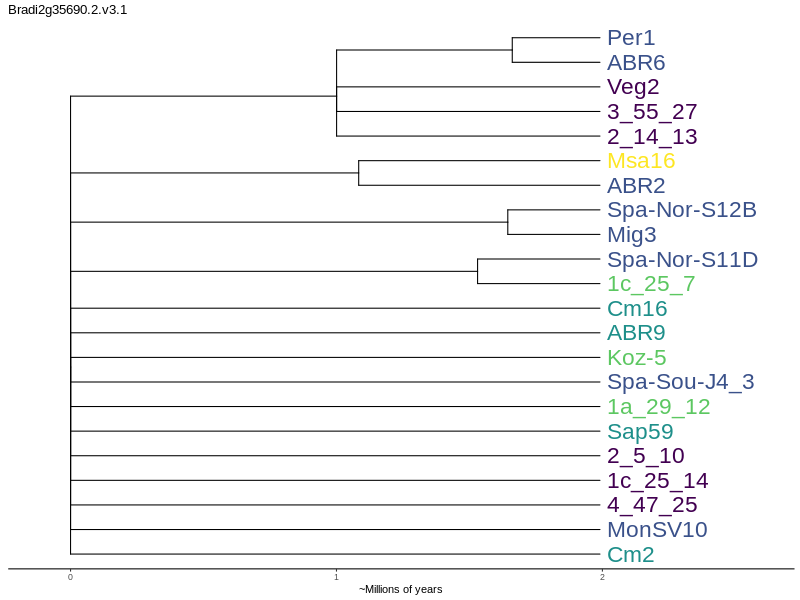 Bradi2g35690.2.v3.1
Per1
ABR6
Veg2
3_55_27
2_14_13
Msa16
ABR2
Spa-Nor-S12B
Mig3
Spa-Nor-S11D
1c_25_7
Cm16
ABR9
Koz-5
Spa-Sou-J4_3
1a_29_12
Sap59
2_5_10
1c_25_14
4_47_25
MonSV10
Cm2
0 1 2
~Millions of years